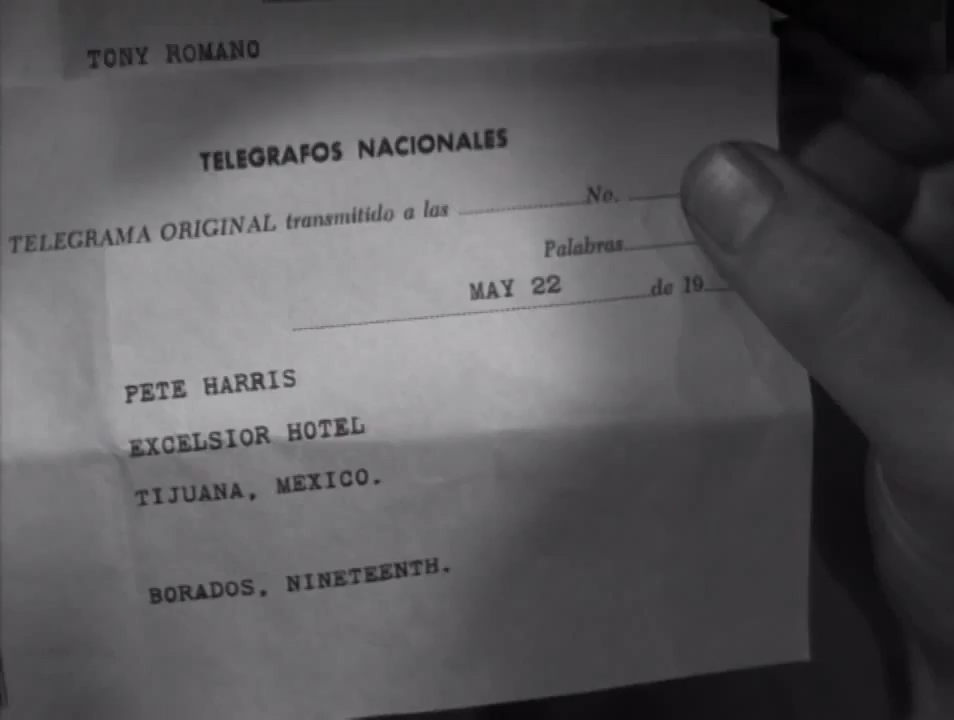 TONY ROMANO
TELEGRAFOS NACIONALES
TELEGRAMA ORIGINAL transmitido a las No.
Palabras
MAY 22 de 19
PETE HARRIS
EXCELSIOR HOTEL
TIJUANA, MEXICO.
BORADOS, NINETEENTH.